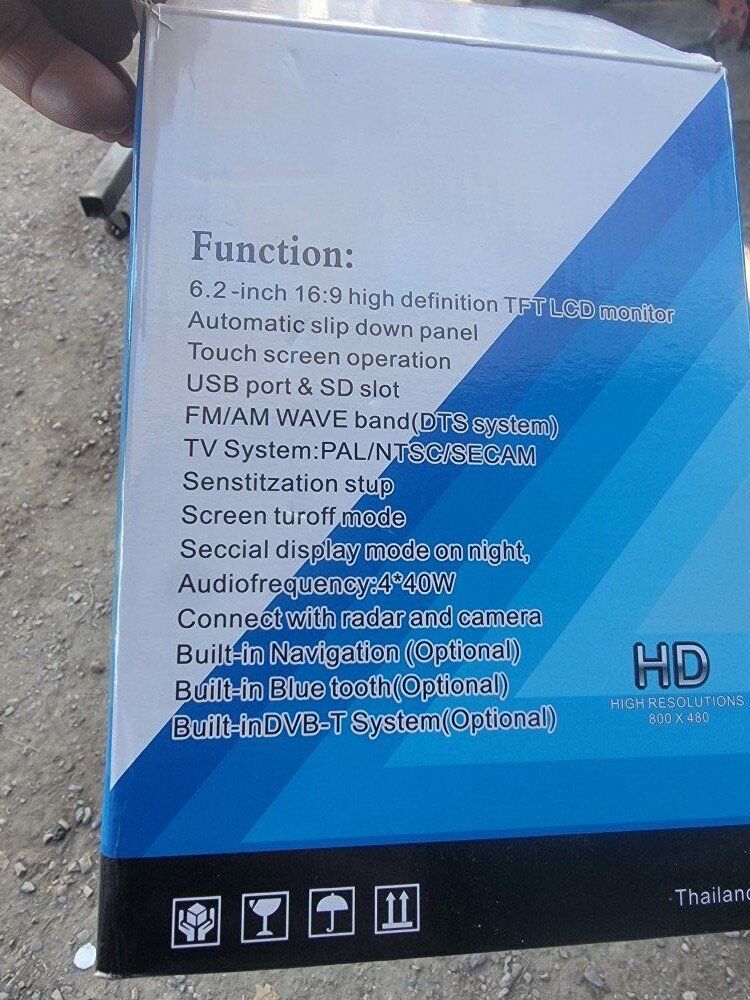 Function:
6.2-inch 16:9 high definition TFT LCD monitor
Automatic slip down panel
Touch screen operation
USB port & SD slot
FM/AM WAVE band(DTS system)
TV System:PAL/NTSC/SECAM
Senstitzation stup
Screen turoff mode
Seccial display mode on night,
Audiofrequency:4*40W
Connect with radar and camera
Built-in Navigation (Optional)
Built-in Blue tooth(Optional)
Built-inDVB-T System(Optional)
HD
HIGH RESOLUTIONS
800 X 480
Thailand